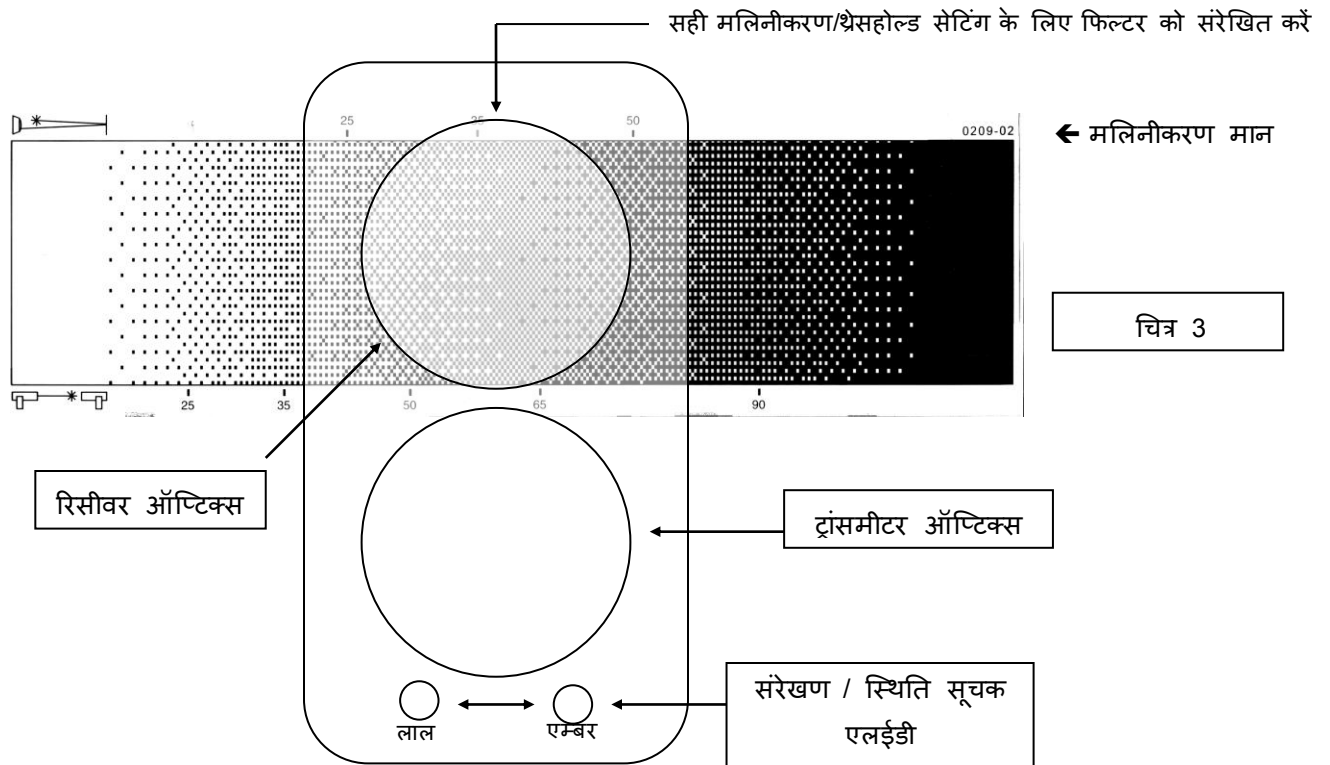 सही मलिनीकरण/थ्रेसहोल्ड सेटिंग के लिए फिल्टर को संरेखित करें
25 35 50
0209-02
← मलिनीकरण मान
चित्र 3
25 35 50 65 90
रिसीवर ऑप्टिक्स
ट्रांसमीटर ऑप्टिक्स
संरेखण / स्थिति सूचक
एलईडी
लाल
एम्बर